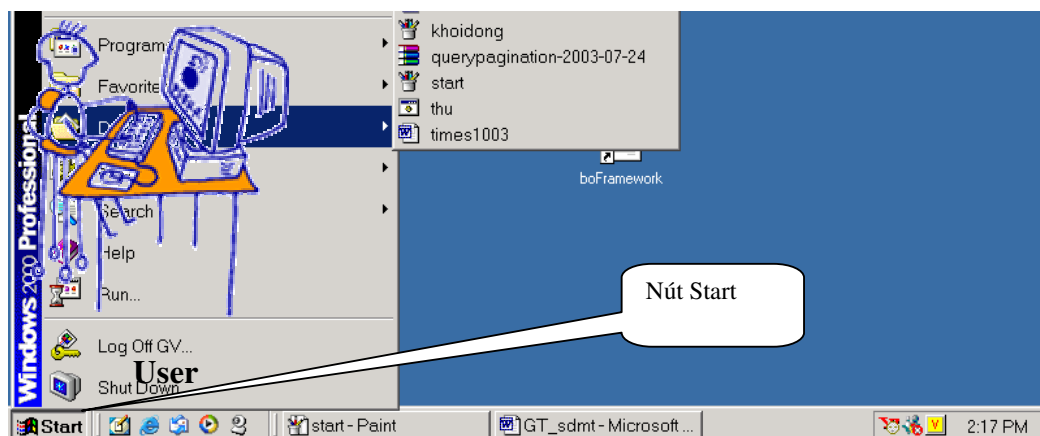 Windows 2000 Professional
Program
Favorite
D
Search
Help
Run...
Log Off GV...
User
Shut Down...
khoidong
querypagination-2003-07-24
start
thu
times1003
boFramework
Nút Start
Start
start - Paint
GT_sdmt - Microsoft ...
V
2:17 PM